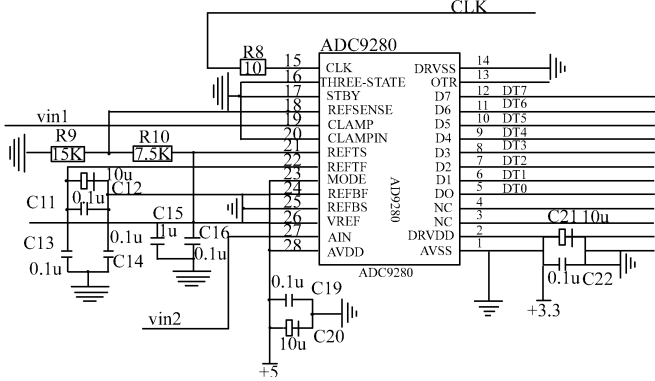 CLK
ADC9280
R8
10
15 CLK
16 THREE-STATE
17 STBY
18 REFSENSE
19 CLAMP
20 CLAMPIN
21 REFTS
22 REFTF
23 MODE
24 REFBF
25 REFBS
26 VREF
27 AIN
28 AVDD
DRVSS 14
OTR 13
D7 12 DT7
D6 11 DT6
D5 10 DT5
D4 9 DT4
D3 8 DT3
D2 7 DT2
D1 6 DT1
DO 5 DT0
NC 4
NC 3
DRVDD 2
AVSS 1
AD9280
ADC9280
vin1
R9
15K
R10
7.5K
10u
C12
C11
0.1u
C13
0.1u
0.1u
C14
C15
1u
C16
0.1u
vin2
0.1u
C19
10u
C20
+5
C21 10u
0.1u
C22
+3.3